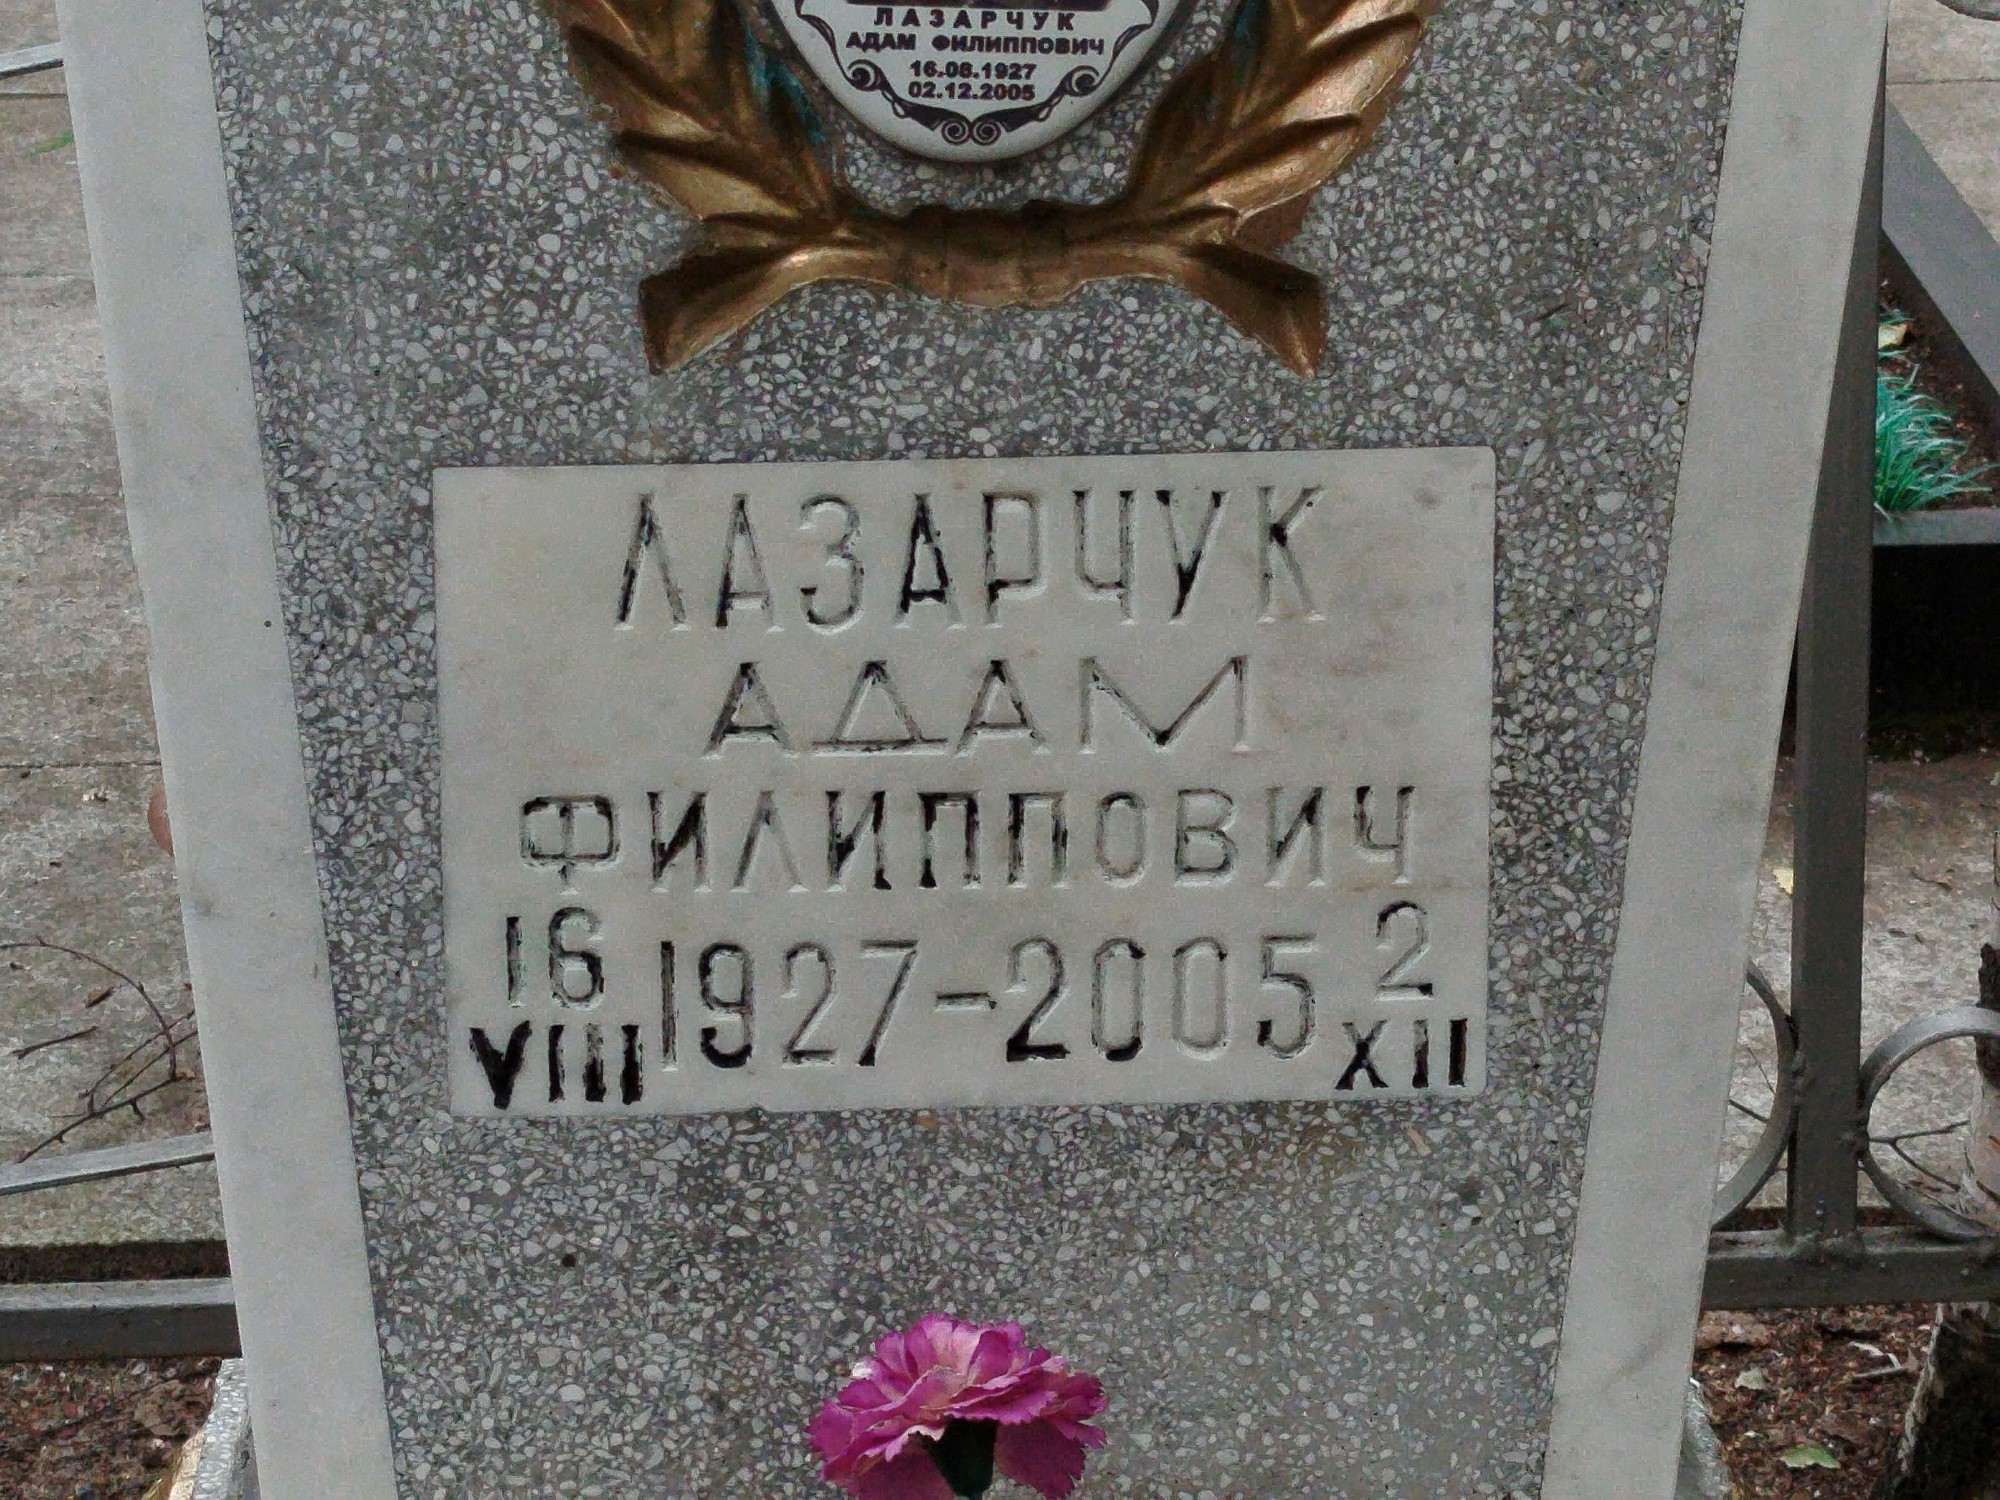 ЛАЗАРЧУК
АДАМ ФИЛИППОВИЧ
16.08.1927
02.12.2005
ЛАЗАРЧУК
АДАМ
ФИЛИППОВИЧ
16 VIII 1927-2005 2 XII